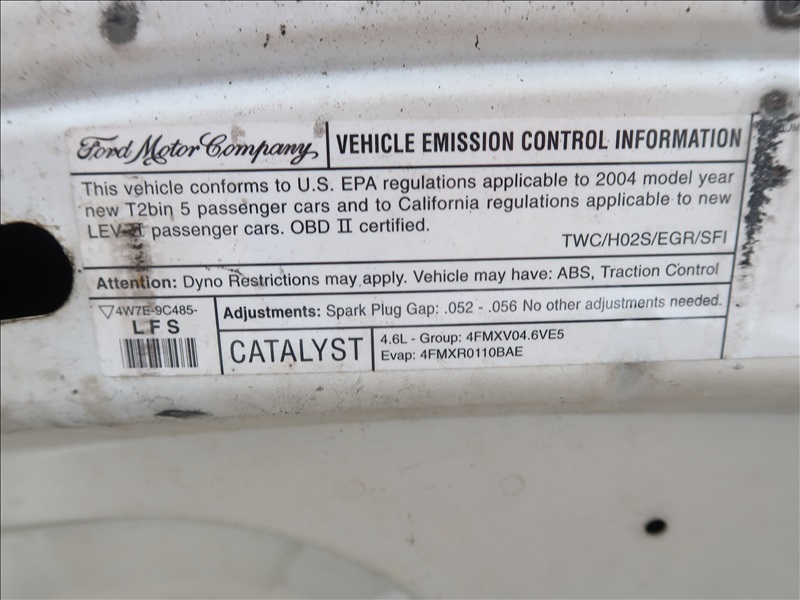 Ford Motor Company, VEHICLE EMISSION CONTROL INFORMATION
This vehicle conforms to U.S. EPA regulations applicable to 2004 model year
new T2bin 5 passenger cars and to California regulations applicable to new
LEV-II passenger cars. OBD II certified.
TWC/H02S/EGR/SFI
Attention: Dyno Restrictions may apply. Vehicle may have: ABS, Traction Control
▽4W7E-9C485-
LFS
Adjustments: Spark Plug Gap: .052 - .056 No other adjustments needed.
CATALYST
4.6L - Group: 4FMXV04.6VE5
Evap: 4FMXR0110BAE